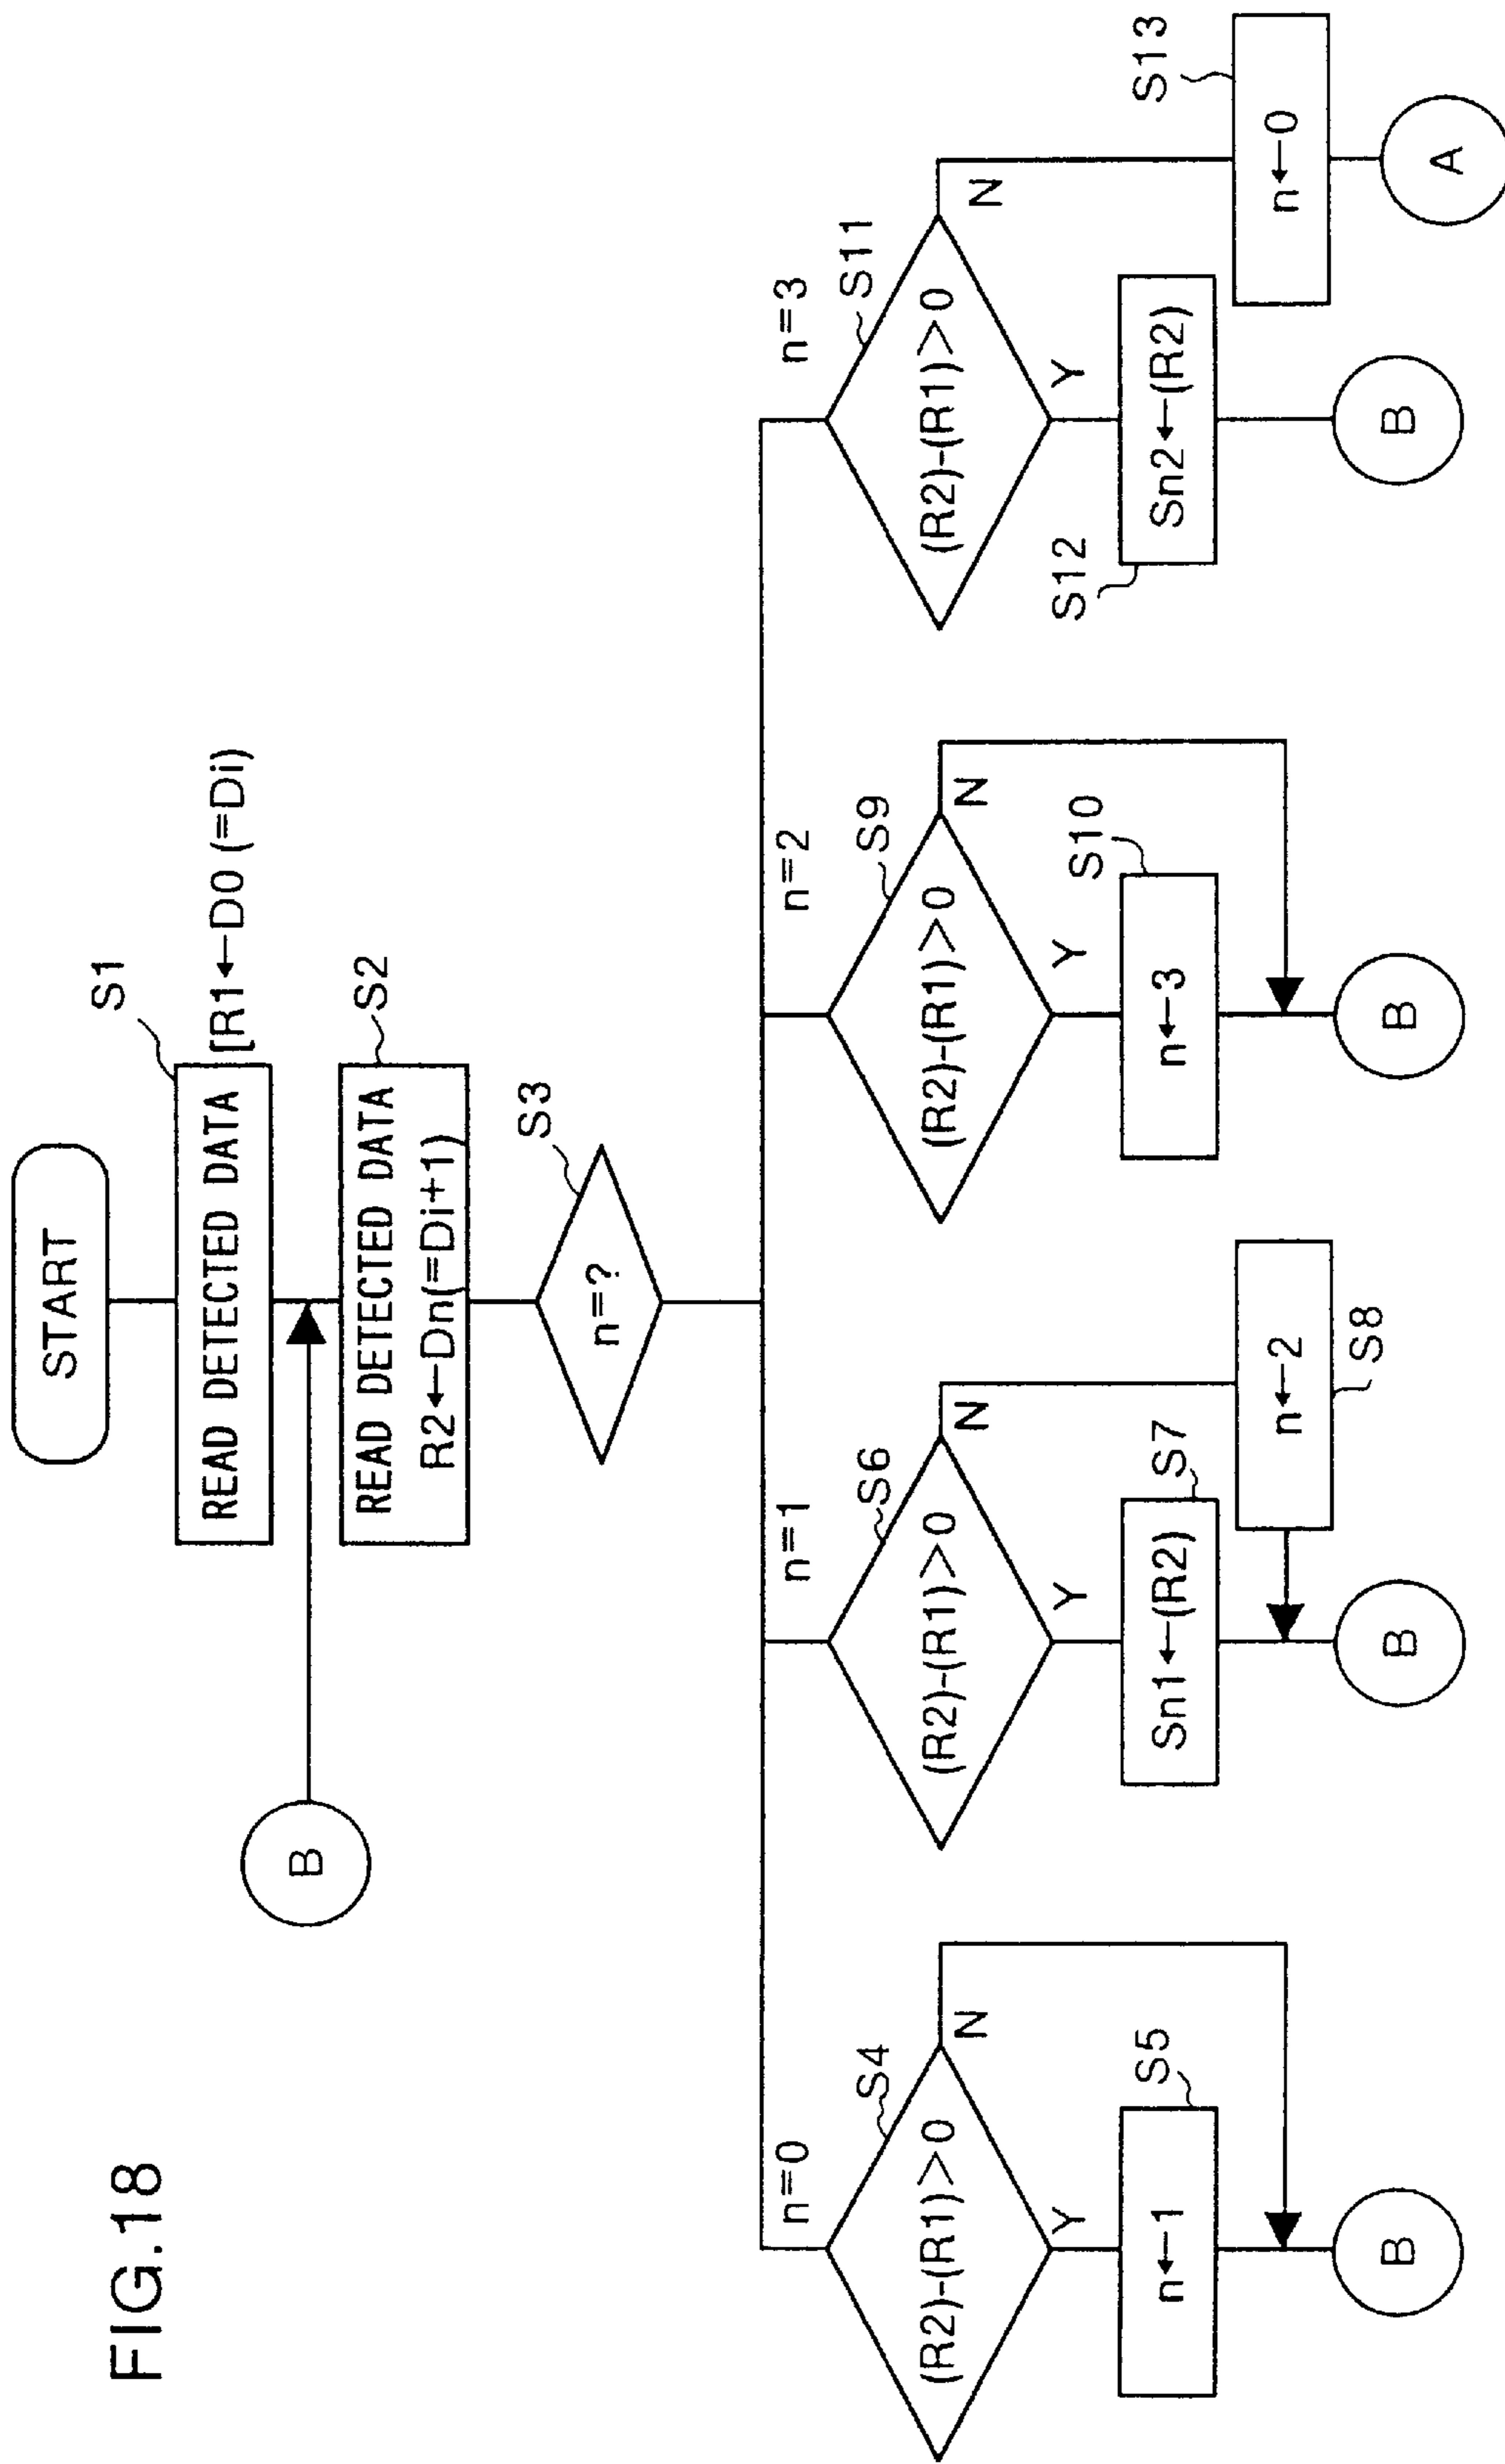 FIG.18
START
S1
READ DETECTED DATA
[R1←D0 (=Di)
B
S2
READ DETECTED DATA
R2←Dn(=Di+1)
S3
n=?
n=0
S4
(R2)-(R1)>0
N
Y
S5
n←1
B
n=1
S6
(R2)-(R1)>0
N
Y
S7
Sn1←(R2)
n←2
S8
B
n=2
S9
(R2)-(R1)>0
N
Y
S10
n←3
B
n=3
S11
(R2)-(R1)>0
N
Y
S12
Sn2←(R2)
B
S13
n←0
A